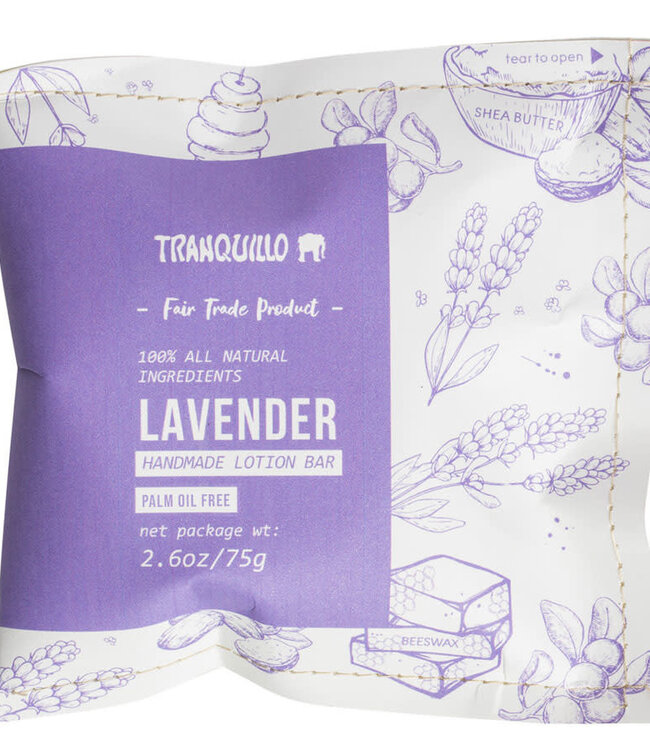 tear to open
SHEA BUTTER
TRANQUILLO
– Fair Trade Product –
100% ALL NATURAL
INGREDIENTS
LAVENDER
HANDMADE LOTION BAR
PALM OIL FREE
net package wt:
2.6oz/75g
BEESWAX